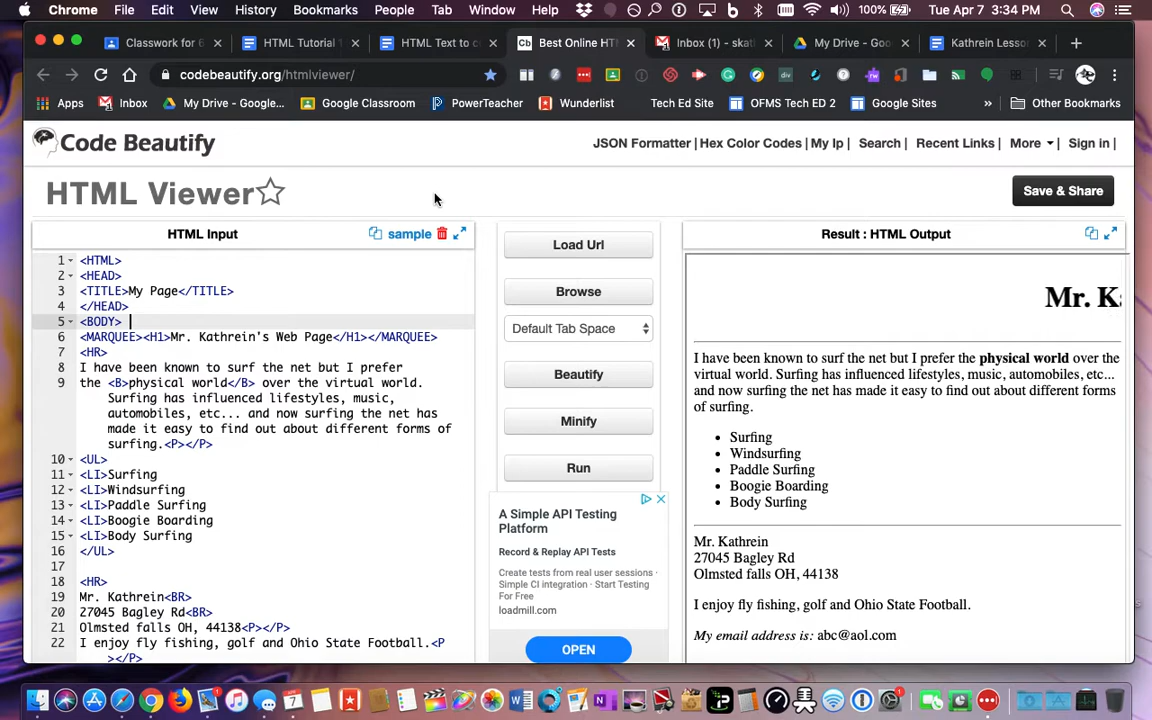 Chrome File Edit View History Bookmarks People Tab Window Help 100% Tue Apr 7 3:34 PM
Classwork for 6 HTML Tutorial HTML Text to c Cb Best Online HT Inbox (1) - skat My Drive - Goo Kathrein Lesso
codebeautify.org/htmlviewer/
Apps Inbox My Drive - Google... Google Classroom PowerTeacher Wunderlist Tech Ed Site OFMS Tech ED 2 Google Sites » Other Bookmarks
Code Beautify JSON Formatter | Hex Color Codes | My Ip | Search | Recent Links | More Sign in |
HTML Viewer Save & Share
HTML Input sample
1 <HTML>
2 <HEAD>
3 <TITLE>My Page</TITLE>
4 </HEAD>
5 <BODY>
6 <MARQUEE><H1>Mr. Kathrein's Web Page</H1></MARQUEE>
7 <HR>
8 I have been known to surf the net but I prefer
9 the <B>physical world</B> over the virtual world.
Surfing has influenced lifestyles, music,
automobiles, etc... and now surfing the net has
made it easy to find out about different forms of
surfing.<P></P>
10 <UL>
11 <LI>Surfing
12 <LI>Windsurfing
13 <LI>Paddle Surfing
14 <LI>Boogie Boarding
15 <LI>Body Surfing
16 </UL>
17
18 <HR>
19 Mr. Kathrein<BR>
20 27045 Bagley Rd<BR>
21 Olmsted falls OH, 44138<P></P>
22 I enjoy fly fishing, golf and Ohio State Football.<P
></P>
Load Url
Browse
Default Tab Space
Beautify
Minify
Run
A Simple API Testing
Platform
Record & Replay API Tests
Create tests from real user sessions ·
Simple CI integration · Start Testing
For Free
loadmill.com
OPEN
Result : HTML Output
Mr. K
I have been known to surf the net but I prefer the physical world over the
virtual world. Surfing has influenced lifestyles, music, automobiles, etc...
and now surfing the net has made it easy to find out about different forms
of surfing.
• Surfing
• Windsurfing
• Paddle Surfing
• Boogie Boarding
• Body Surfing
Mr. Kathrein
27045 Bagley Rd
Olmsted falls OH, 44138
I enjoy fly fishing, golf and Ohio State Football.
My email address is: abc@aol.com